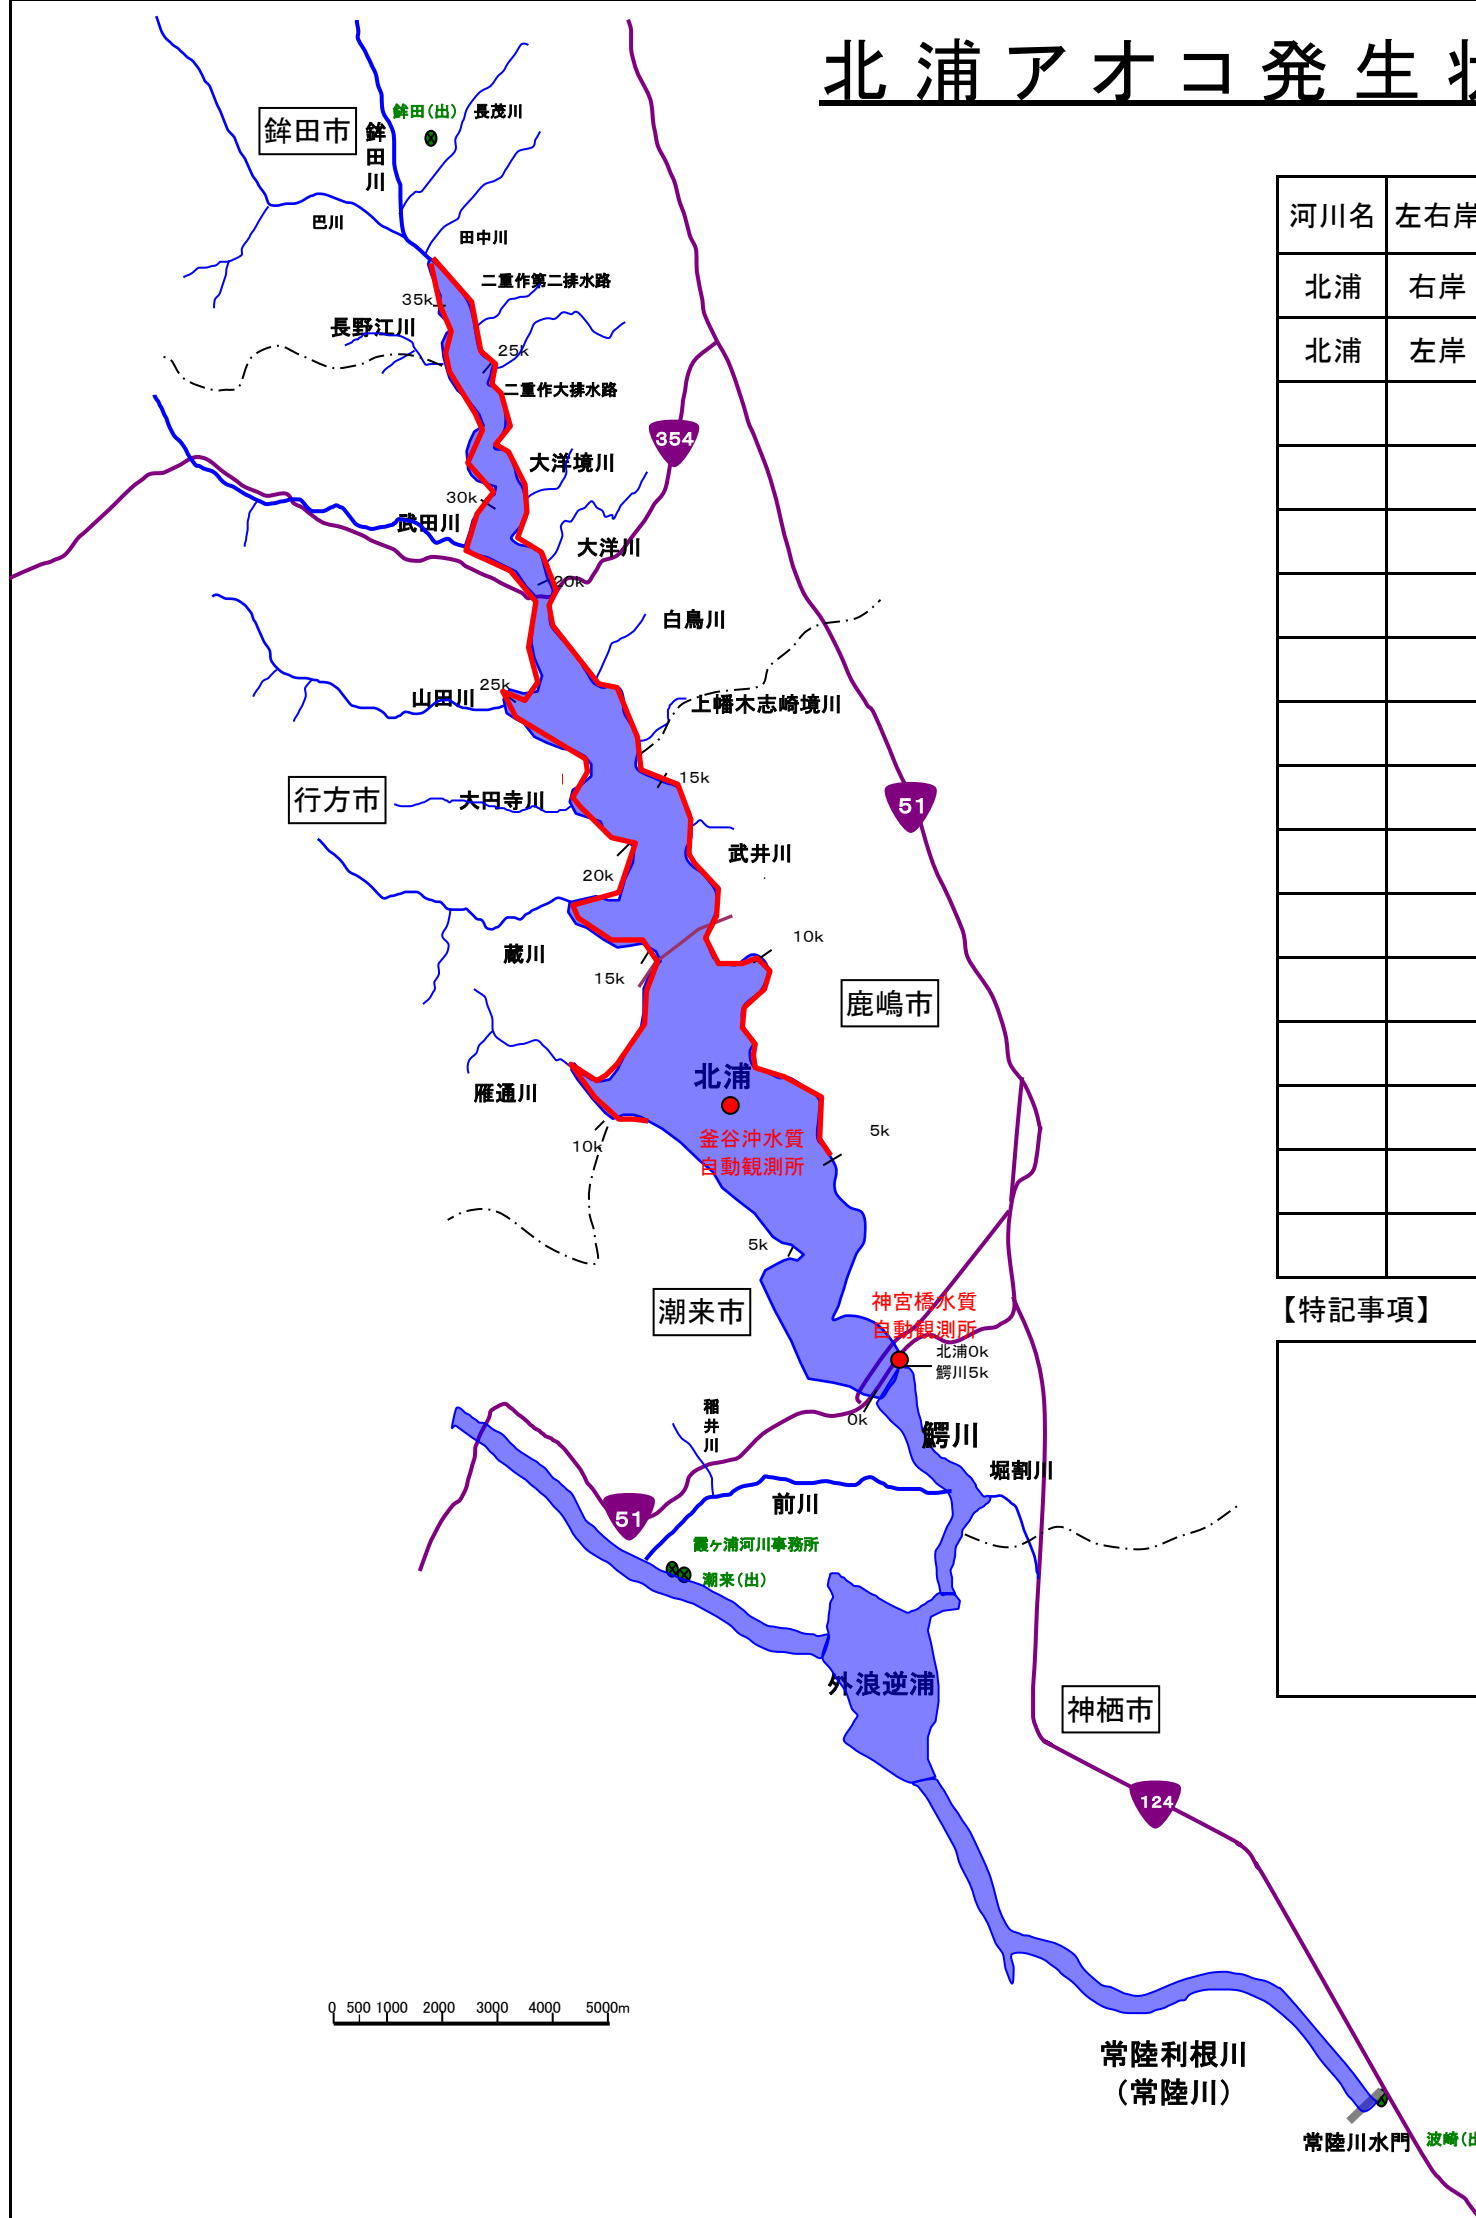 北浦アオコ発生
鉾田(出)
長茂川
鉾田市
鉾田川
巴川
田中川
二重作第二排水路
35k
長野江川
25k
二重作大排水路
354
大洋境川
30k
武田川
大洋川
20k
白鳥川
25k
山田川
上幡木志崎境川
15k
行方市
大円寺川
51
武井川
20k
10k
蔵川
15k
鹿嶋市
北浦
雁通川
釜谷沖水質
自動観測所
5k
10k
5k
潮来市
神宮橋水質
自動観測所
北浦0k
鰐川5k
0k
稲井川
鰐川
堀割川
前川
51
霞ヶ浦河川事務所
潮来(出)
外浪逆浦
神栖市
124
0 500 1000 2000 3000 4000 5000m
常陸利根川
(常陸川)
常陸川水門
波崎(出
河川名 左右岸
北浦 右岸
北浦 左岸
【特記事項】